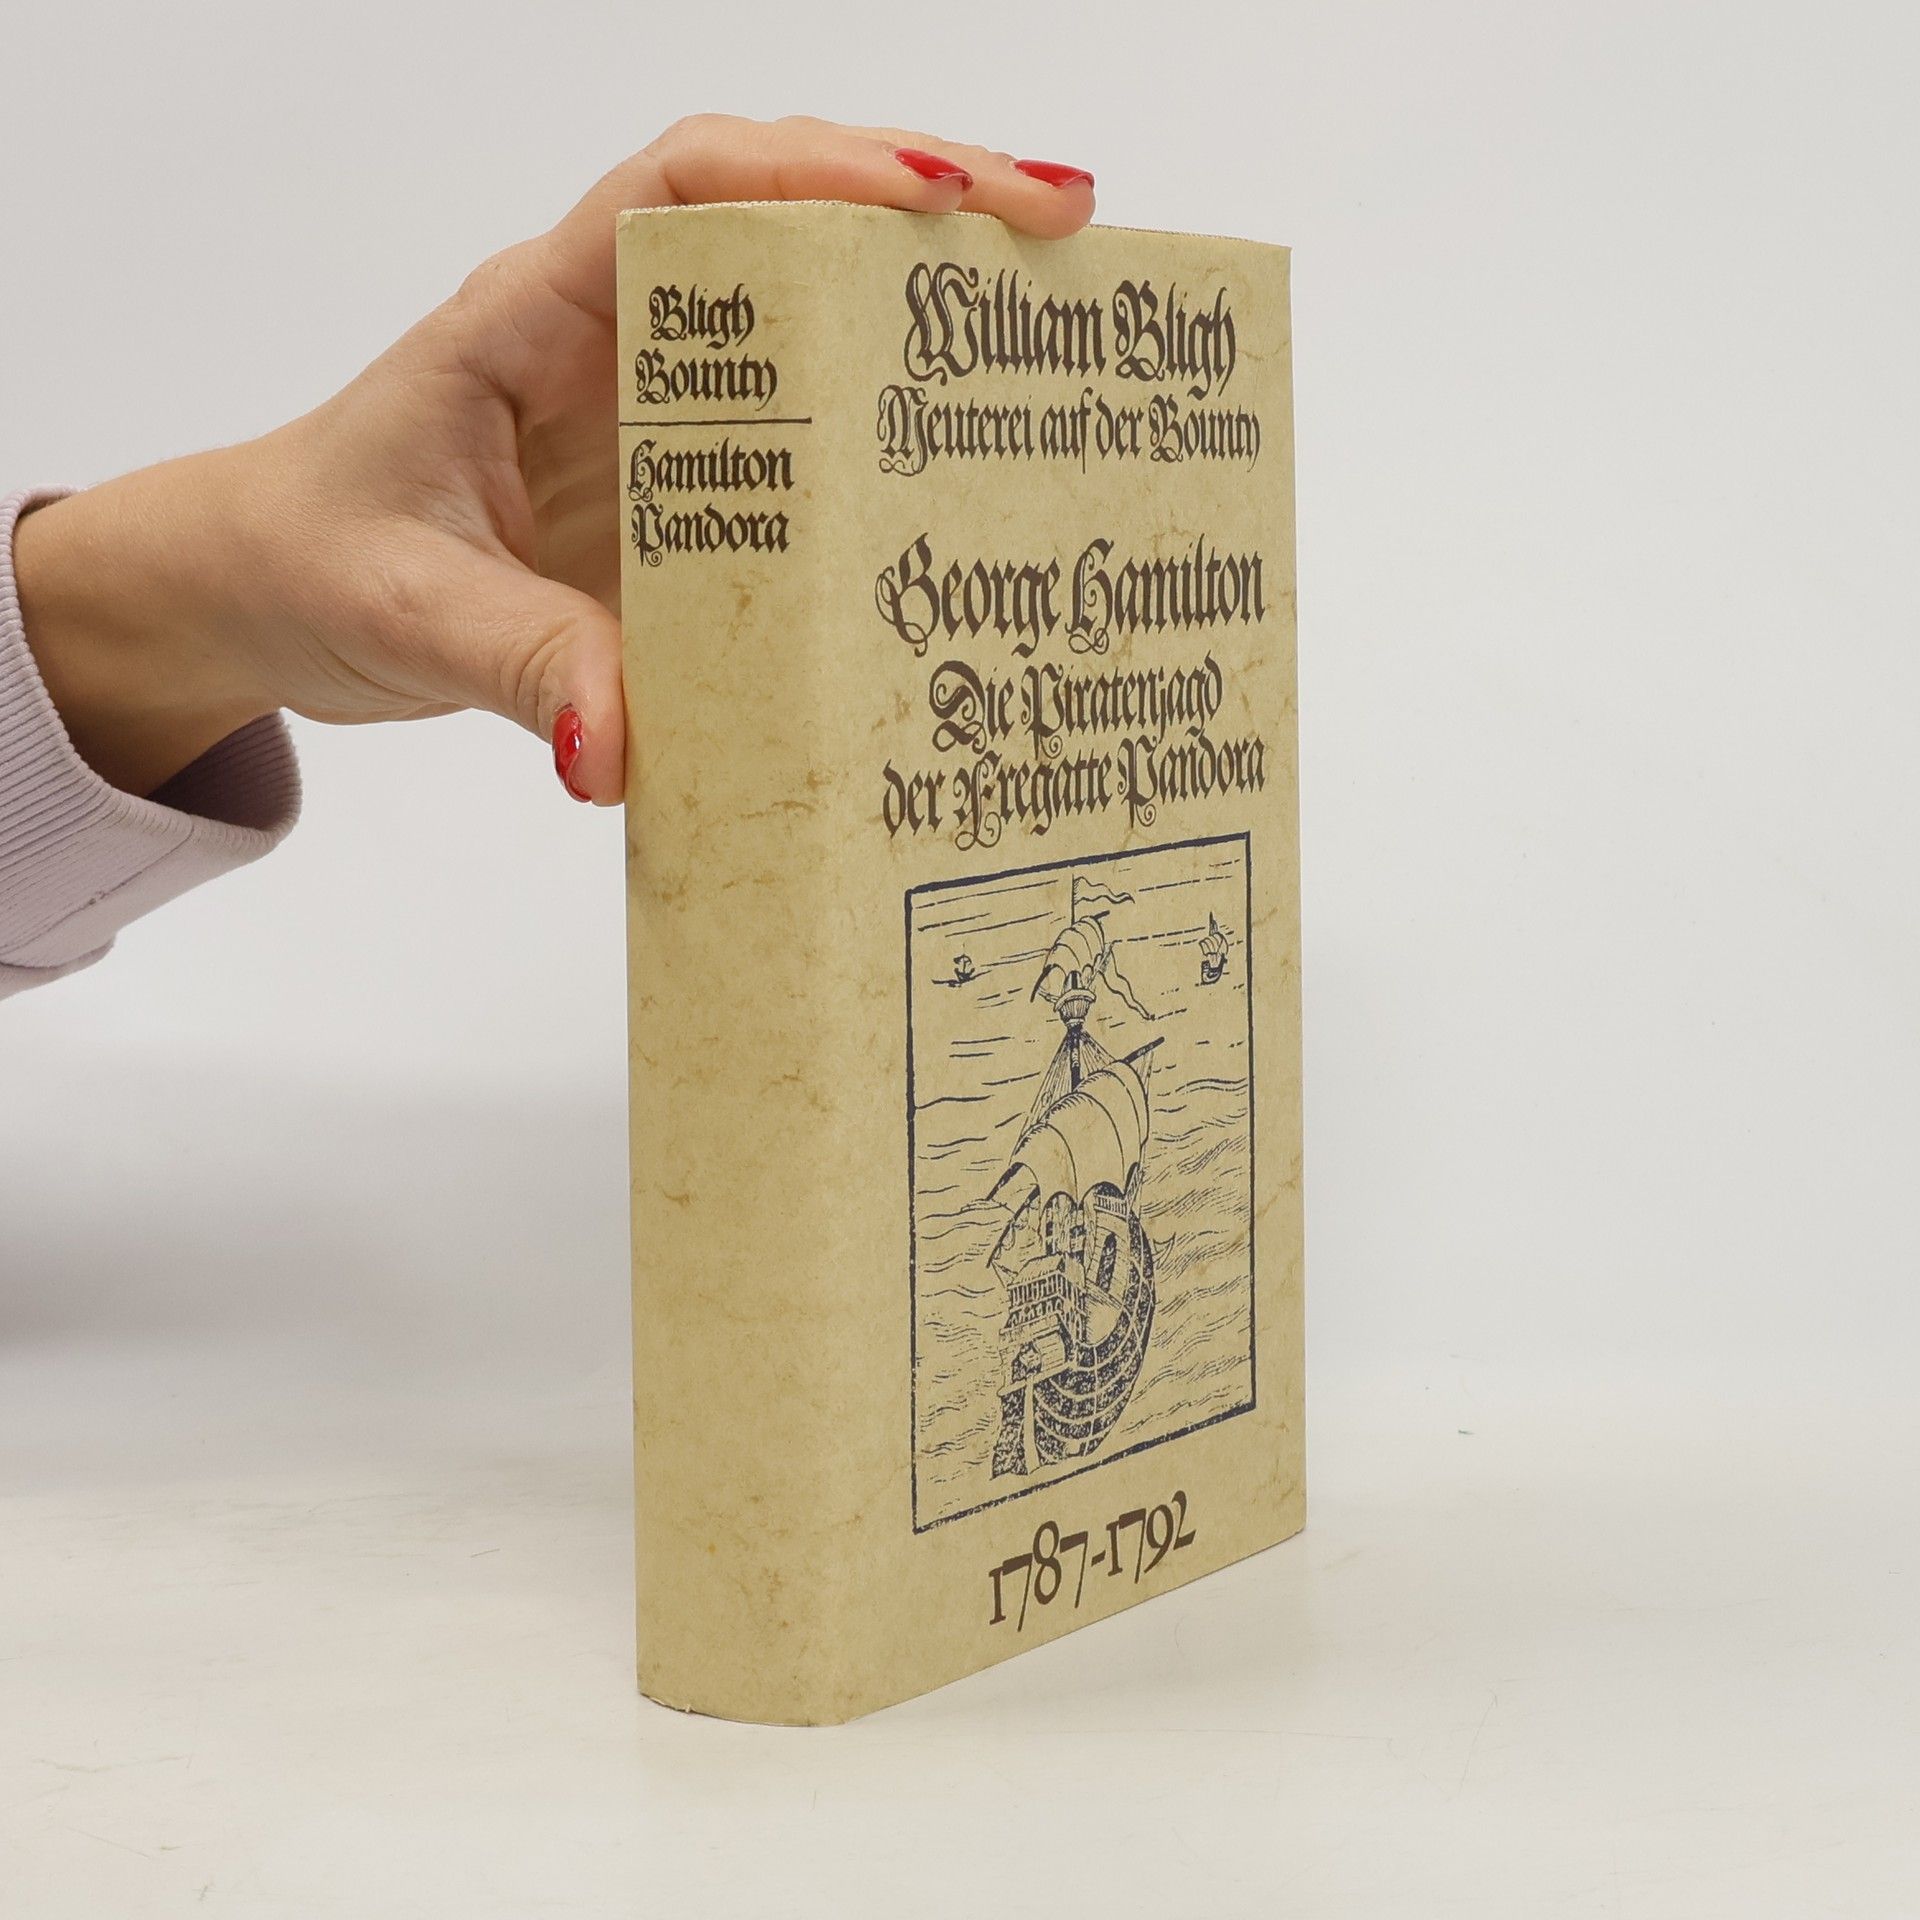 Bligh
Bounty
Hamilton
Pandora
William Bligh
Meuterei auf der Bounty
George Hamilton
Die Piratenjagd
der Fregatte Pandora
1787-1792